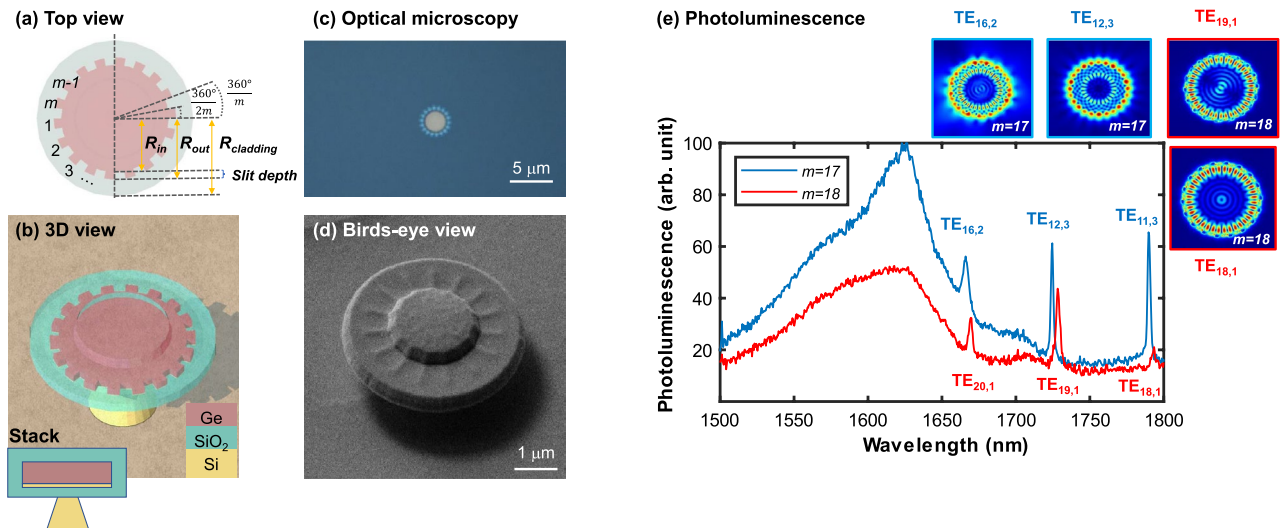 (a) Top view
m-1
m
1
2
3
...
360°
2m
360°
m
R_in
R_out
R_cladding
Slit depth
(b) 3D view
Ge
SiO2
Si
Stack
(c) Optical microscopy
5 μm
(d) Birds-eye view
1 μm
(e) Photoluminescence
TE16,2
TE12,3
TE19,1
m=17
m=17
m=18
m=18
TE18,1
Photoluminescence (arb. unit)
100
80
60
40
20
m=17
m=18
TE16,2
TE12,3
TE11,3
TE20,1
TE19,1
TE18,1
1500
1550
1600
1650
1700
1750
1800
Wavelength (nm)